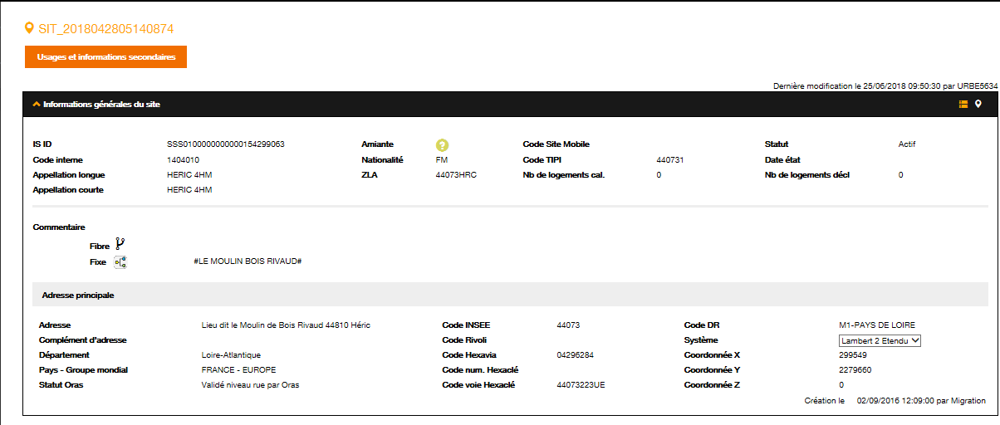 SIT_2018042805140874
Usages et informations secondaires
Dernière modification le 25/06/2018 09:50:30 par URBE5634
Informations générales du site
IS ID SSS0100000000000154299063 Amiante ? Code Site Mobile Statut Actif
Code interne 1404010 Nationalité FM Code TIPI 440731 Date état
Appellation longue HERIC 4HM ZLA 44073HRC Nb de logements cal. 0 Nb de logements décl 0
Appellation courte HERIC 4HM
Commentaire
Fibre
Fixe #LE MOULIN BOIS RIVAUD#
Adresse principale
Adresse Lieu dit le Moulin de Bois Rivaud 44810 Héric Code INSEE 44073 Code DR M1-PAYS DE LOIRE
Complément d'adresse Code Rivoli Système Lambert 2 Etendu
Département Loire-Atlantique Code Hexavia 04296284 Coordonnée X 299549
Pays - Groupe mondial FRANCE - EUROPE Code num. Hexaclé Coordonnée Y 2279660
Statut Oras Validé niveau rue par Oras Code voie Hexaclé 44073223UE Coordonnée Z 0
Création le 02/09/2016 12:09:00 par Migration